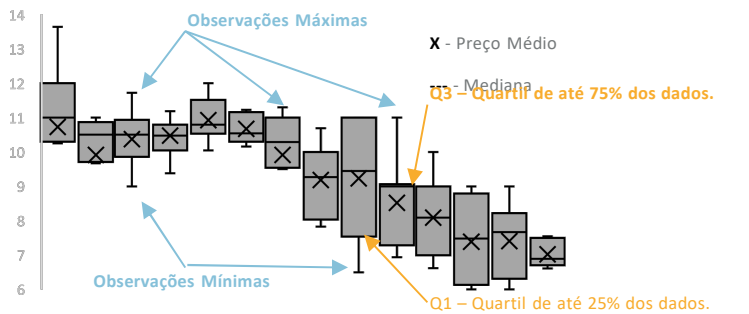 14
Observações Máximas
13
X - Preço Médio
12
--- - Mediana
Q3 – Quartil de até 75% dos dados.
11
10
9
8
7
Observações Mínimas
6
Q1 – Quartil de até 25% dos dados.